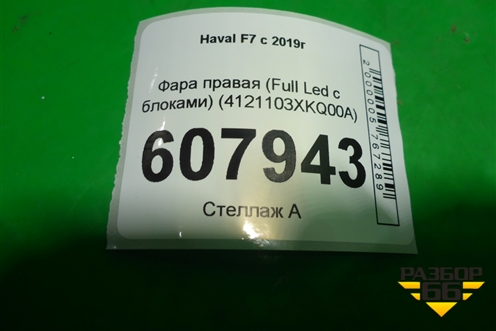 Haval F7 с 2019г
Фара правая (Full Led с
блоками) (4121103XKQ00A)
607943
Стеллаж А
2000005767289
РАЗБОР
66